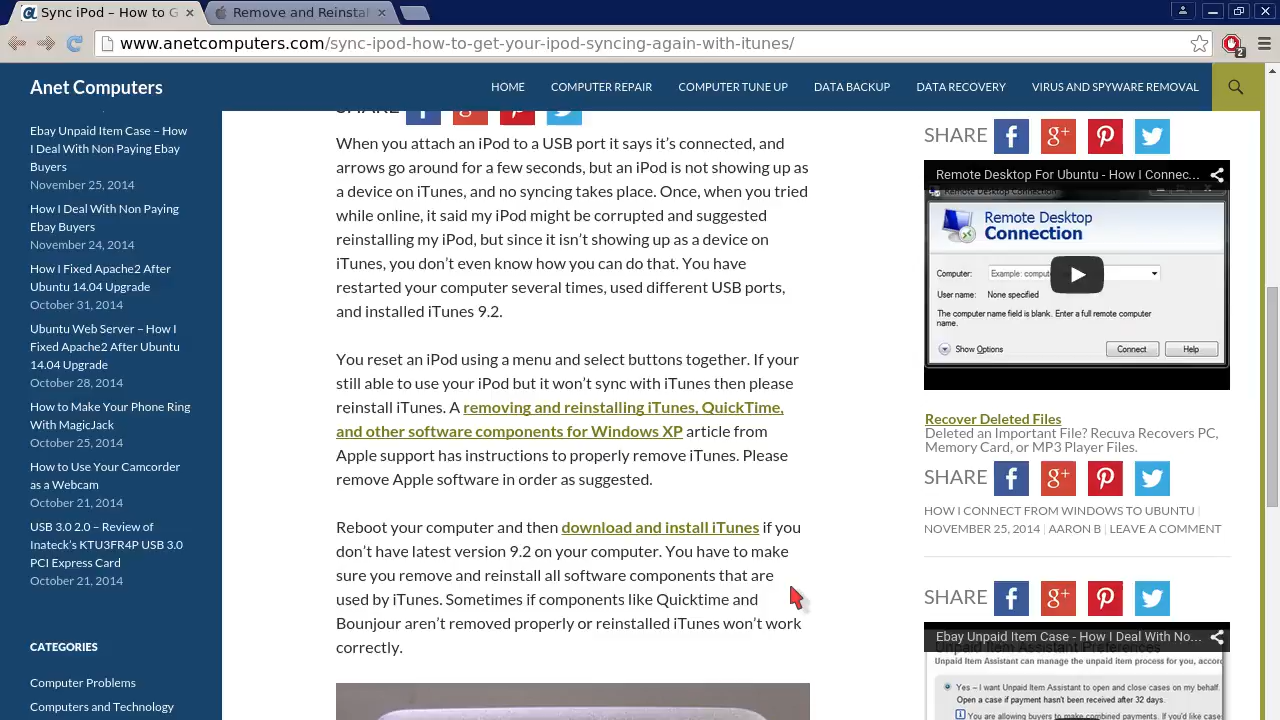 Sync iPod - How to G
Resolving Connectio
www.anetcomputers.com/sync-ipod-how-to-get-your-ipod-syncing-again-with-itunes/
2
Anet Computers
HOME
COMPUTER REPAIR
COMPUTER TUNE UP
DATA BACKUP
DATA RECOVERY
VIRUS AND SPYWARE REMOVAL
Ebay Unpaid Item Case – How
I Deal With Non Paying Ebay
Buyers
November 25, 2014
How I Deal With Non Paying
Ebay Buyers
November 24, 2014
How I Fixed Apache2 After
Ubuntu 14.04 Upgrade
October 31, 2014
Ubuntu Web Server – How I
Fixed Apache2 After Ubuntu
14.04 Upgrade
October 28, 2014
How to Make Your Phone Ring
With MagicJack
October 25, 2014
How to Use Your Camcorder
as a Webcam
October 21, 2014
USB 3.0 2.0 – Review of
Inateck's KTU3FR4P USB 3.0
PCI Express Card
October 21, 2014
CATEGORIES
Computer Problems
Computers and Technology
SHARE
When you attach an iPod to a USB port it says it's connected, and
arrows go around for a few seconds, but an iPod is not showing up as
a device on iTunes, and no syncing takes place. Once, when you tried
while online, it said my iPod might be corrupted and suggested
reinstalling my iPod, but since it isn't showing up as a device on
iTunes, you don't even know how you can do that. You have
restarted your computer several times, used different USB ports,
and installed iTunes 9.2.
You reset an iPod using a menu and select buttons together. If your
still able to use your iPod but it won't sync with iTunes then please
reinstall iTunes. A removing and reinstalling iTunes, QuickTime,
and other software components for Windows XP article from
Apple support has instructions to properly remove iTunes. Please
remove Apple software in order as suggested.
Reboot your computer and then download and install iTunes if you
don't have latest version 9.2 on your computer. You have to make
sure you remove and reinstall all software components that are
used by iTunes. Sometimes if components like Quicktime and
Bounjour aren't removed properly or reinstalled iTunes won't work
correctly.
SHARE f g+
Remote Desktop For Ubuntu - How I Connec...
Remote Desktop Connection
Remote Desktop
Connection
Computer: Example: compu
User name: None specified
The computer name field is blank. Enter a full remote computer
name.
Show Options Connect Help
Recover Deleted Files
Deleted an Important File? Recuva Recovers PC,
Memory Card, or MP3 Player Files.
SHARE f g+
HOW I CONNECT FROM WINDOWS TO UBUNTU
NOVEMBER 25, 2014 AARON B LEAVE A COMMENT
SHARE f g+
Ebay Unpaid Item Case - How I Deal With No...
Unpaid Item Assistant Preferences
Unpaid Item Assistant can manage the unpaid item process for you, accord
Yes – I want Unpaid Item Assistant to open and close cases on my behalf.
Open a case if payment hasn't been received after 32 days.
You are allowing buyers to make combined payments. If you'd like cases